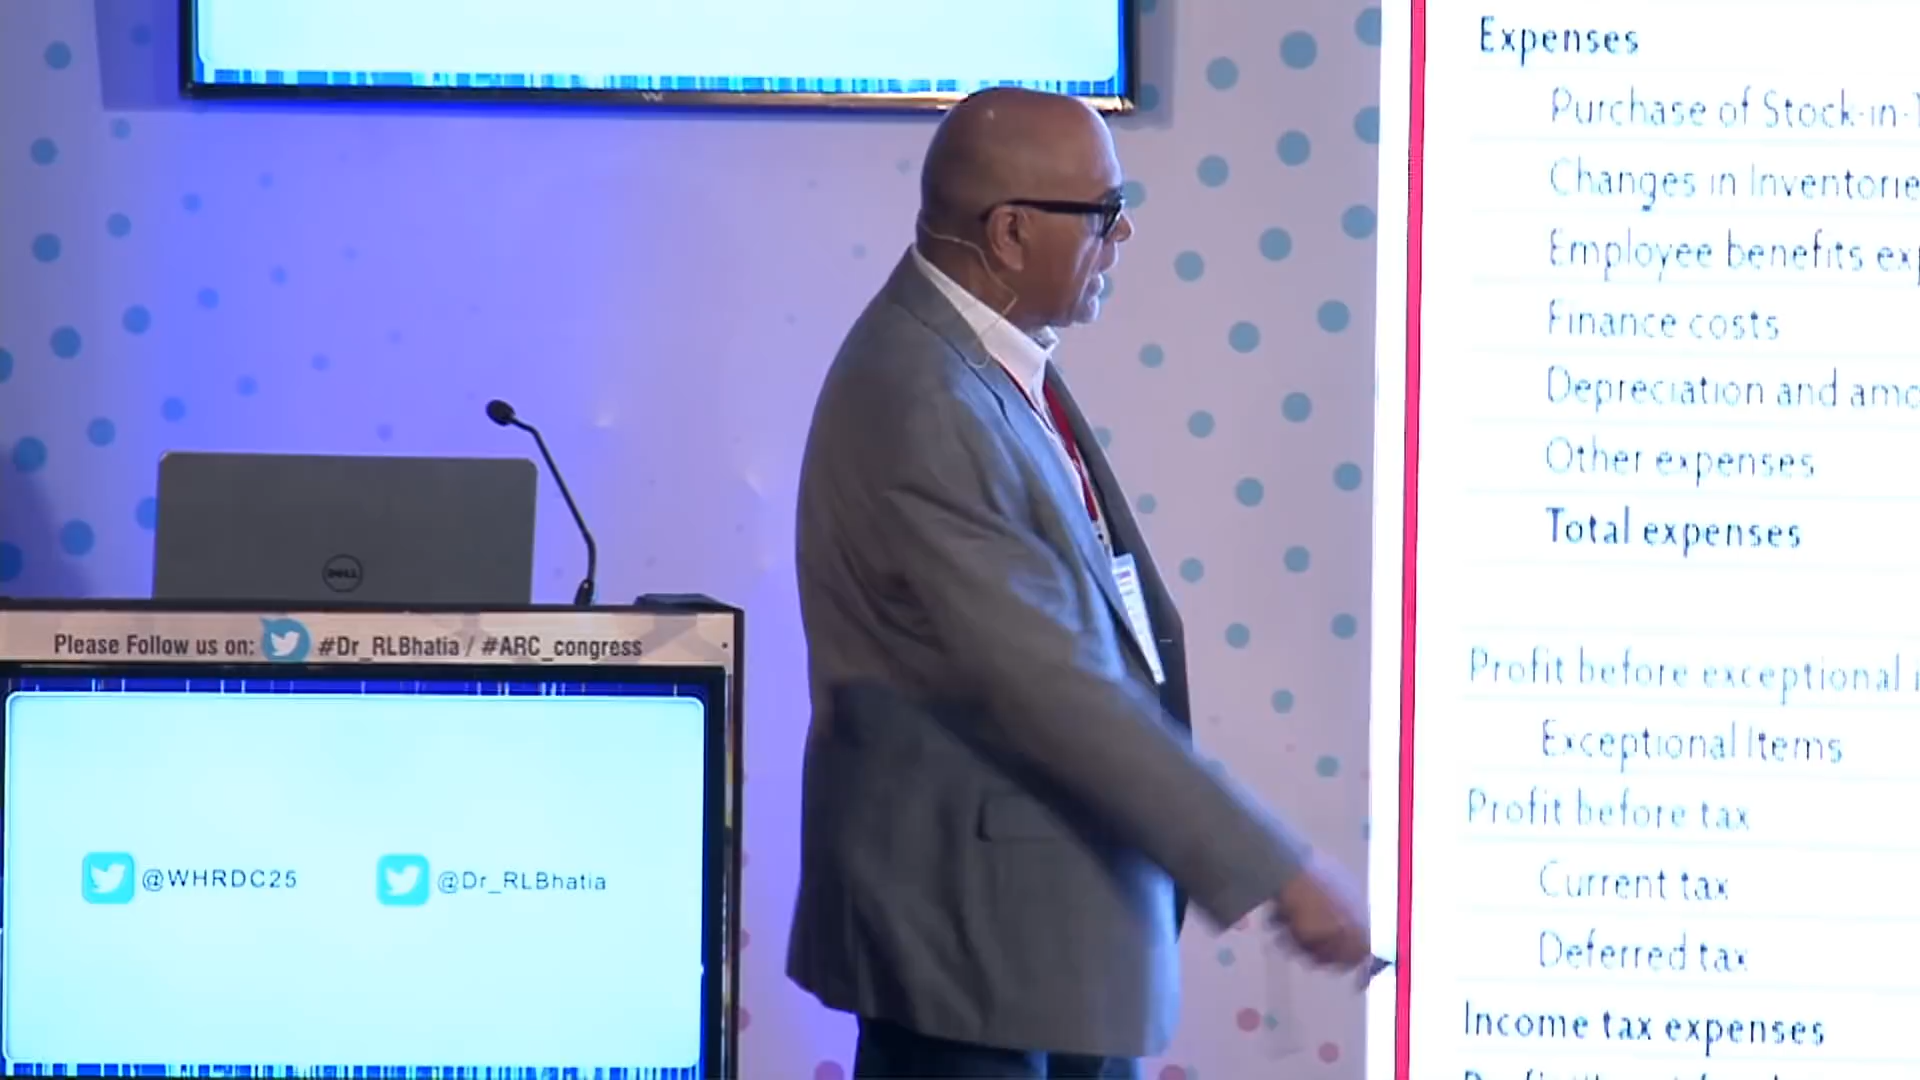 Expenses
Purchase of Stock-in-
Changes in Inventorie
Employee benefits exp
Finance costs
Depreciation and amo
Other expenses
Total expenses
Profit before exceptional i
Exceptional Items
Profit before tax
Current tax
Deferred tax
Income tax expenses
DELL
Please Follow us on: #Dr_RLBhatia / #ARC_congress
@WHRDC25 @Dr_RLBhatia